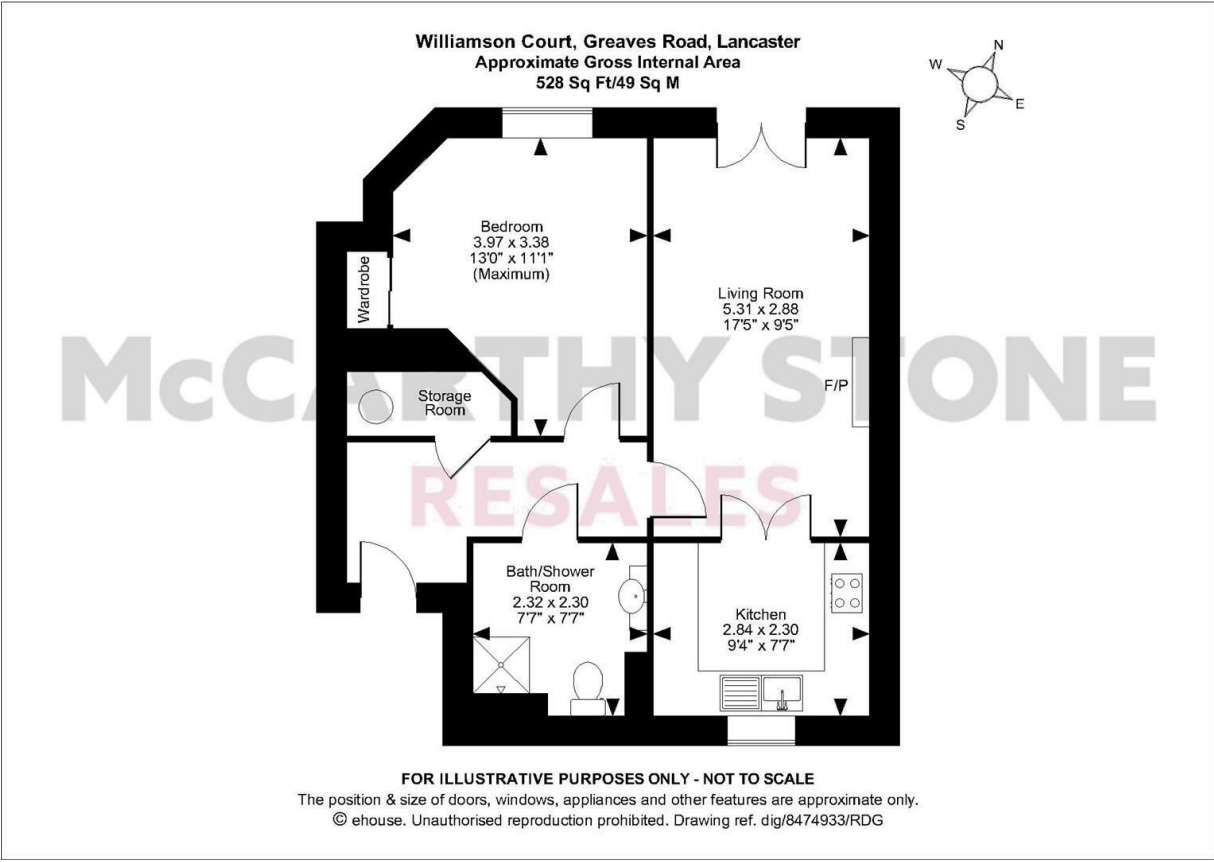 Williamson Court, Greaves Road, Lancaster
Approximate Gross Internal Area
528 Sq Ft/49 Sq M
N
W
E
S
Bedroom
3.97 x 3.38
13'0" x 11'1"
(Maximum)
Wardrobe
Living Room
5.31 x 2.88
17'5" x 9'5"
McCARTHY STONE
RESALES
F/P
Storage
Room
Bath/Shower
Room
2.32 x 2.30
7'7" x 7'7"
Kitchen
2.84 x 2.30
9'4" x 7'7"
FOR ILLUSTRATIVE PURPOSES ONLY - NOT TO SCALE
The position & size of doors, windows, appliances and other features are approximate only.
© ehouse. Unauthorised reproduction prohibited. Drawing ref. dig/8474933/RDG